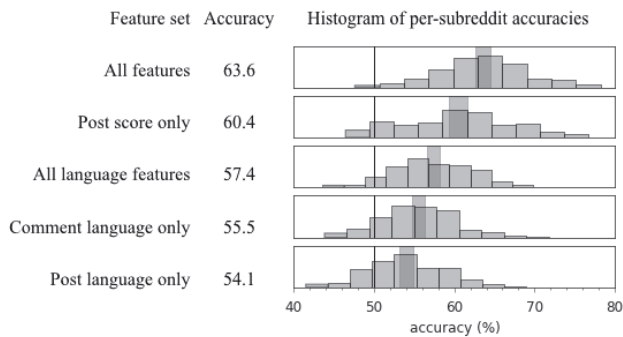 Feature set Accuracy Histogram of per-subreddit accuracies
All features 63.6
Post score only 60.4
All language features 57.4
Comment language only 55.5
Post language only 54.1
40 50 60 70 80
accuracy (%)